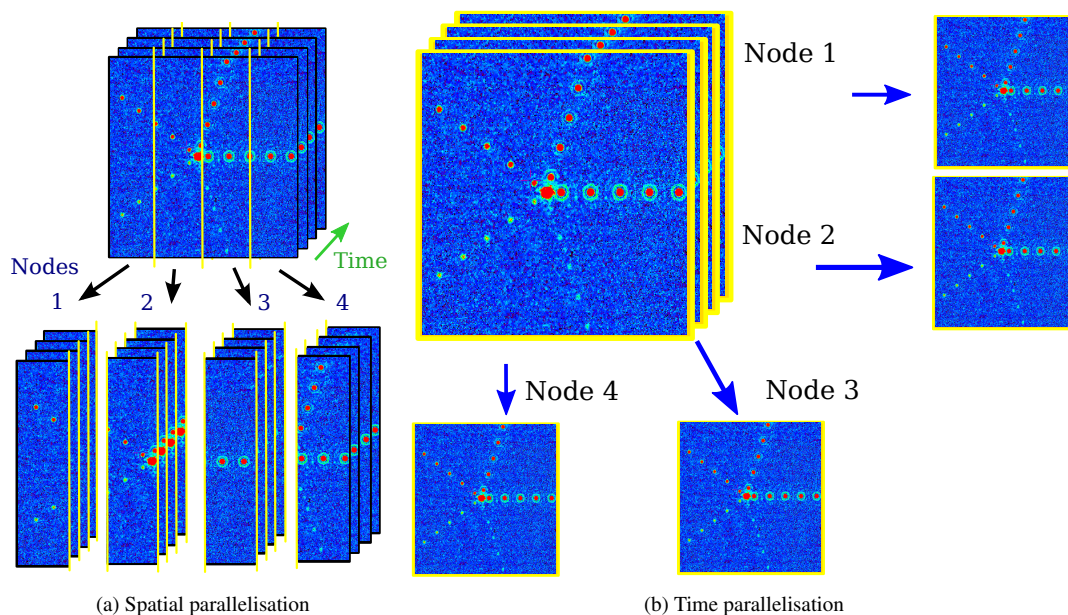 Nodes
Time
1
2
3
4
(a) Spatial parallelisation
Node 1
Node 2
Node 4
Node 3
(b) Time parallelisation